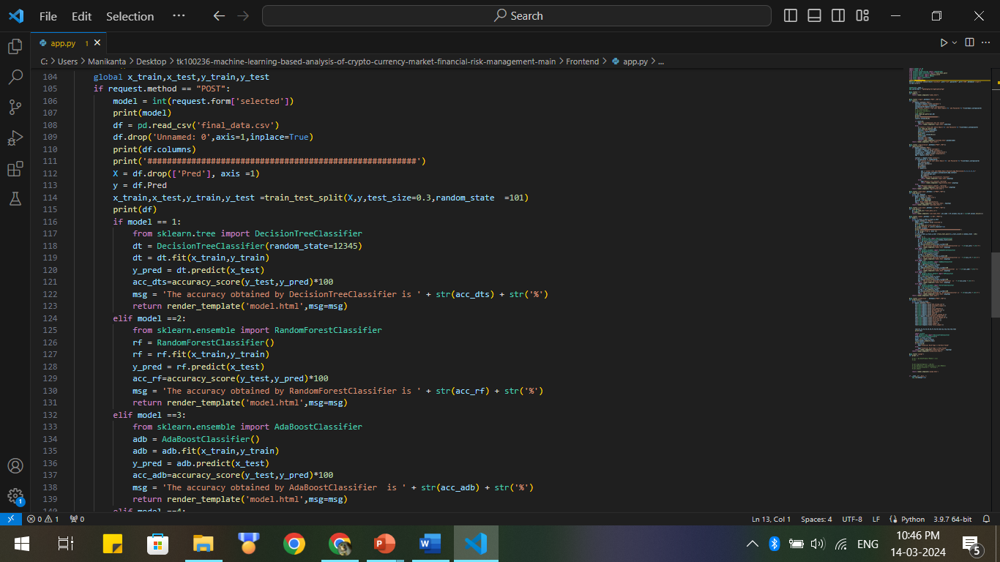 File Edit Selection ··· Search
app.py 1
C: > Users > Manikanta > Desktop > tk100236-machine-learning-based-analysis-of-crypto-currency-market-financial-risk-management-main > Frontend > app.py > ...
104 global x_train,x_test,y_train,y_test
105 if request.method == "POST":
106 model = int(request.form['selected'])
107 print(model)
108 df = pd.read_csv('final_data.csv')
109 df.drop('Unnamed: 0',axis=1,inplace=True)
110 print(df.columns)
111 print('#######################################################')
112 X = df.drop(['Pred'], axis =1)
113 y = df.Pred
114 x_train,x_test,y_train,y_test =train_test_split(X,y,test_size=0.3,random_state  =101)
115 print(df)
116 if model == 1:
117 from sklearn.tree import DecisionTreeClassifier
118 dt = DecisionTreeClassifier(random_state=12345)
119 dt = dt.fit(x_train,y_train)
120 y_pred = dt.predict(x_test)
121 acc_dts=accuracy_score(y_test,y_pred)*100
122 msg = 'The accuracy obtained by DecisionTreeClassifier is ' + str(acc_dts) + str('%')
123 return render_template('model.html',msg=msg)
124 elif model ==2:
125 from sklearn.ensemble import RandomForestClassifier
126 rf = RandomForestClassifier()
127 rf = rf.fit(x_train,y_train)
128 y_pred = rf.predict(x_test)
129 acc_rf=accuracy_score(y_test,y_pred)*100
130 msg = 'The accuracy obtained by RandomForestClassifier is ' + str(acc_rf) + str('%')
131 return render_template('model.html',msg=msg)
132 elif model ==3:
133 from sklearn.ensemble import AdaBoostClassifier
134 adb = AdaBoostClassifier()
135 adb = adb.fit(x_train,y_train)
136 y_pred = adb.predict(x_test)
137 acc_adb=accuracy_score(y_test,y_pred)*100
138 msg = 'The accuracy obtained by AdaBoostClassifier  is ' + str(acc_adb) + str('%')
139 return render_template('model.html',msg=msg)
140 elif model ==4:
1
0 1 0 Ln 13, Col 1 Spaces: 4 UTF-8 LF Python 3.9.7 64-bit
ENG 10:46 PM
14-03-2024 5